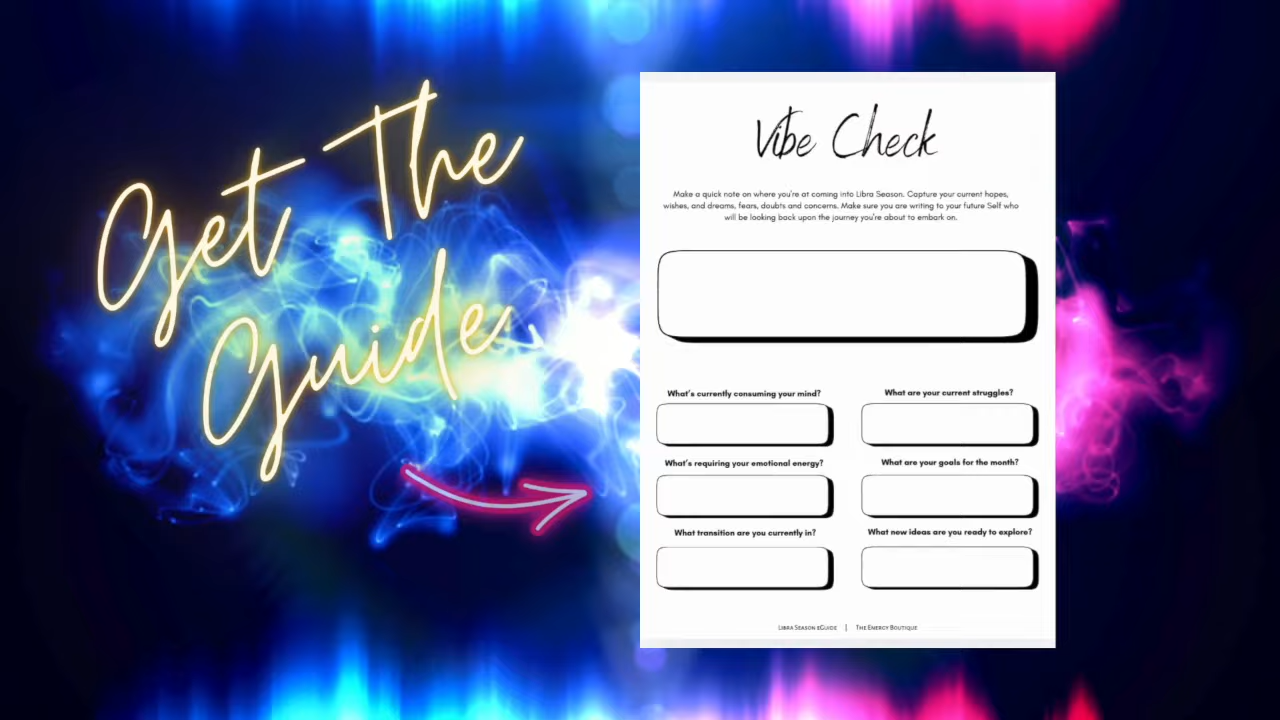 Get The
Guide
Vibe Check
Make a quick note on where you're at coming into Libra Season. Capture your current hopes,
wishes, and dreams, fears, doubts and concerns. Make sure you are writing to your future Self who
will be looking back upon the journey you're about to embark on.
What's currently consuming your mind?
What are your current struggles?
What's requiring your emotional energy?
What are your goals for the month?
What transition are you currently in?
What new ideas are you ready to explore?
Libra Season eGuide | The Energy Boutique